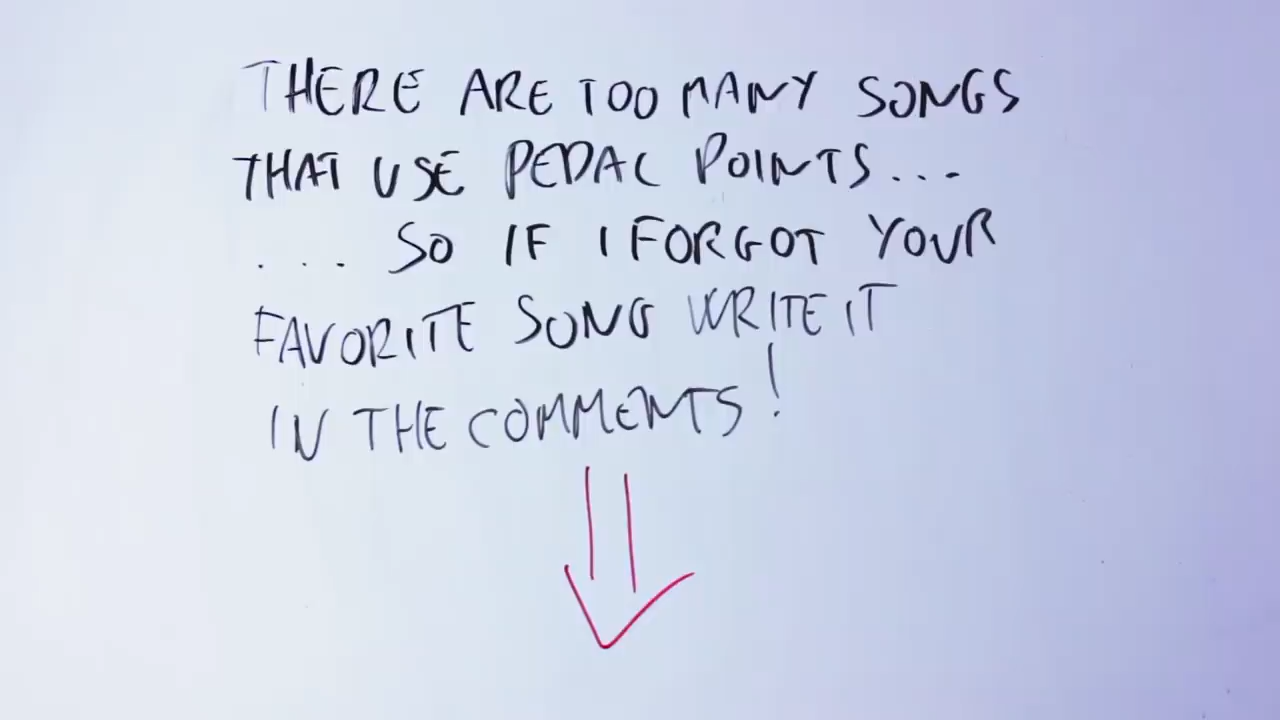 THERE ARE TOO MANY SONGS
THAT USE PEDAL POINTS...
... SO IF I FORGOT YOUR
FAVORITE SONG WRITE IT
IN THE COMMENTS!